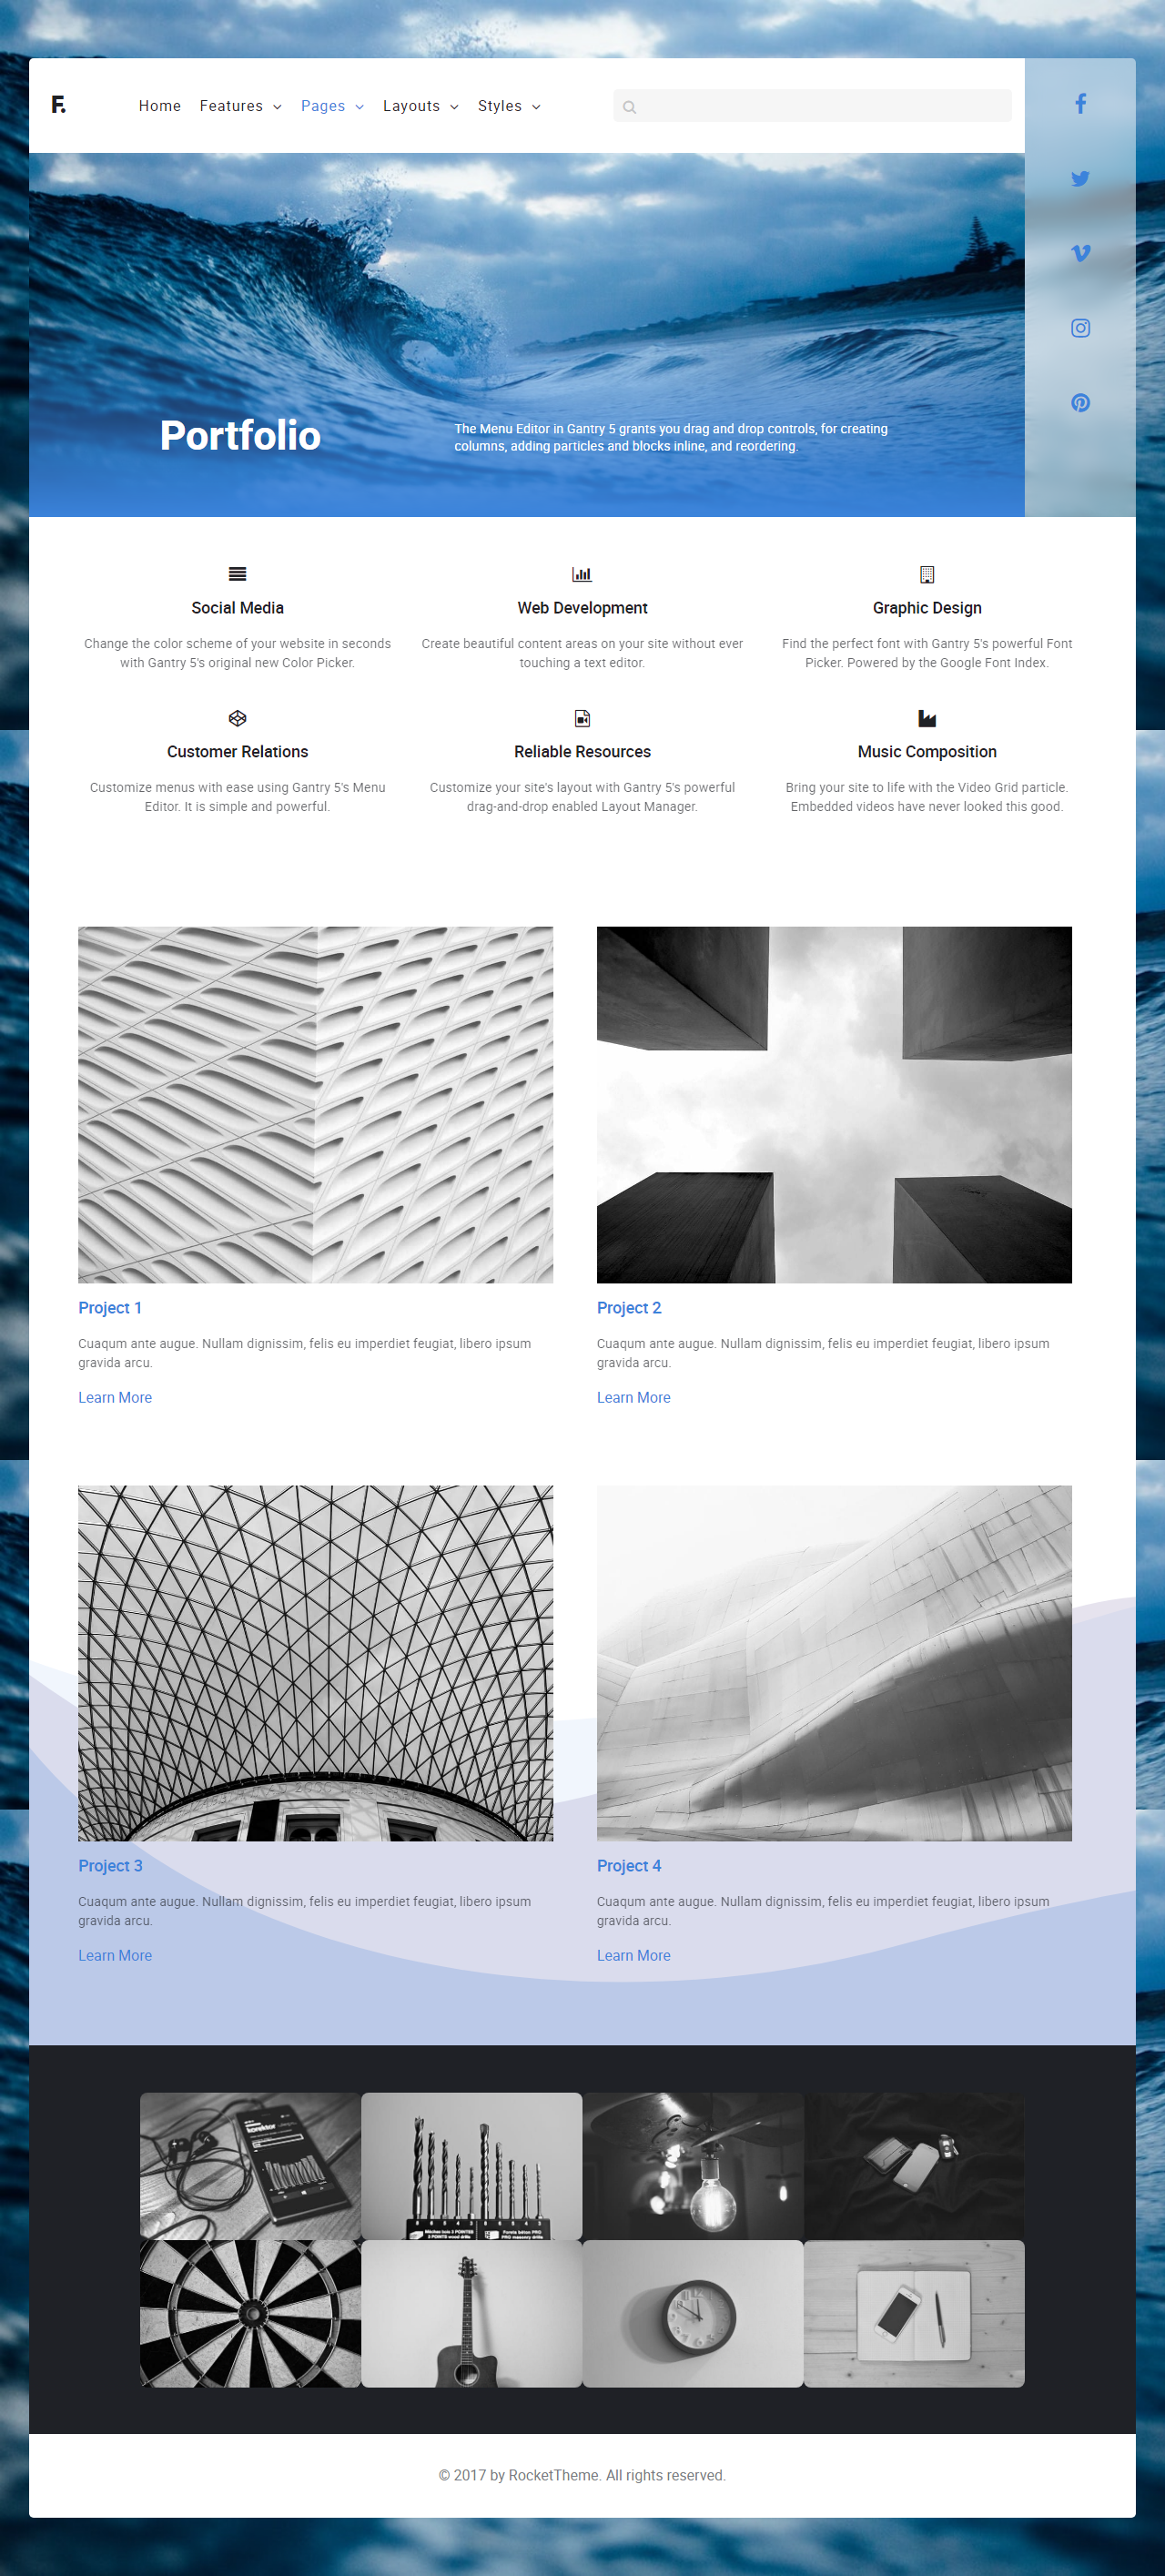 F.
Home Features Pages Layouts Styles
Portfolio
The Menu Editor in Gantry 5 grants you drag and drop controls, for creating
columns, adding particles and blocks inline, and reordering.
Social Media
Change the color scheme of your website in seconds
with Gantry 5's original new Color Picker.
Web Development
Create beautiful content areas on your site without ever
touching a text editor.
Graphic Design
Find the perfect font with Gantry 5's powerful Font
Picker. Powered by the Google Font Index.
Customer Relations
Customize menus with ease using Gantry 5's Menu
Editor. It is simple and powerful.
Reliable Resources
Customize your site's layout with Gantry 5's powerful
drag-and-drop enabled Layout Manager.
Music Composition
Bring your site to life with the Video Grid particle.
Embedded videos have never looked this good.
Project 1
Cuaqum ante augue. Nullam dignissim, felis eu imperdiet feugiat, libero ipsum
gravida arcu.
Learn More
Project 2
Cuaqum ante augue. Nullam dignissim, felis eu imperdiet feugiat, libero ipsum
gravida arcu.
Learn More
Project 3
Cuaqum ante augue. Nullam dignissim, felis eu imperdiet feugiat, libero ipsum
gravida arcu.
Learn More
Project 4
Cuaqum ante augue. Nullam dignissim, felis eu imperdiet feugiat, libero ipsum
gravida arcu.
Learn More
korektor
© 2017 by RocketTheme. All rights reserved.